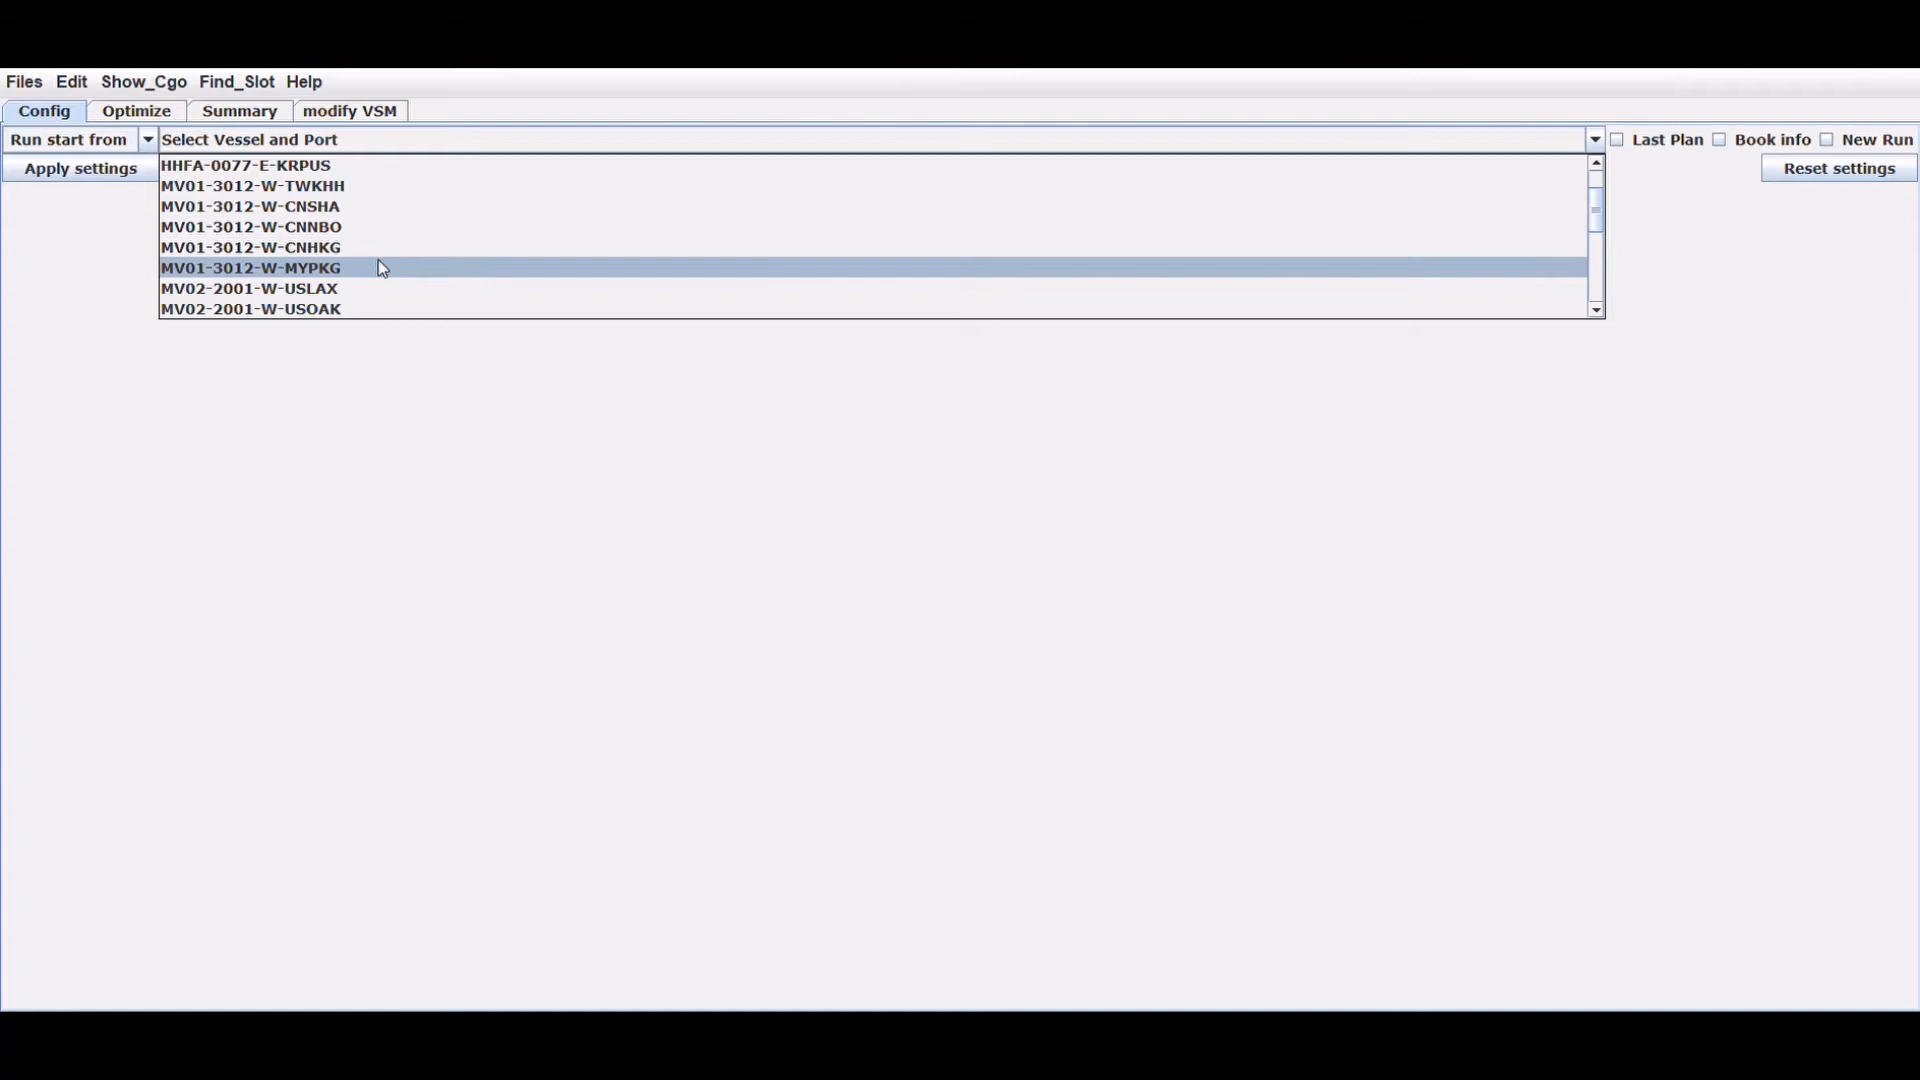 Files Edit Show_Cgo Find_Slot Help
Config Optimize Summary modify VSM
Run start from Select Vessel and Port Last Plan Book info New Run
Apply settings Reset settings
HHFA-0077-E-KRPUS
MV01-3012-W-TWKHH
MV01-3012-W-CNSHA
MV01-3012-W-CNNBO
MV01-3012-W-CNHKG
MV01-3012-W-MYPKG
MV02-2001-W-USLAX
MV02-2001-W-USOAK